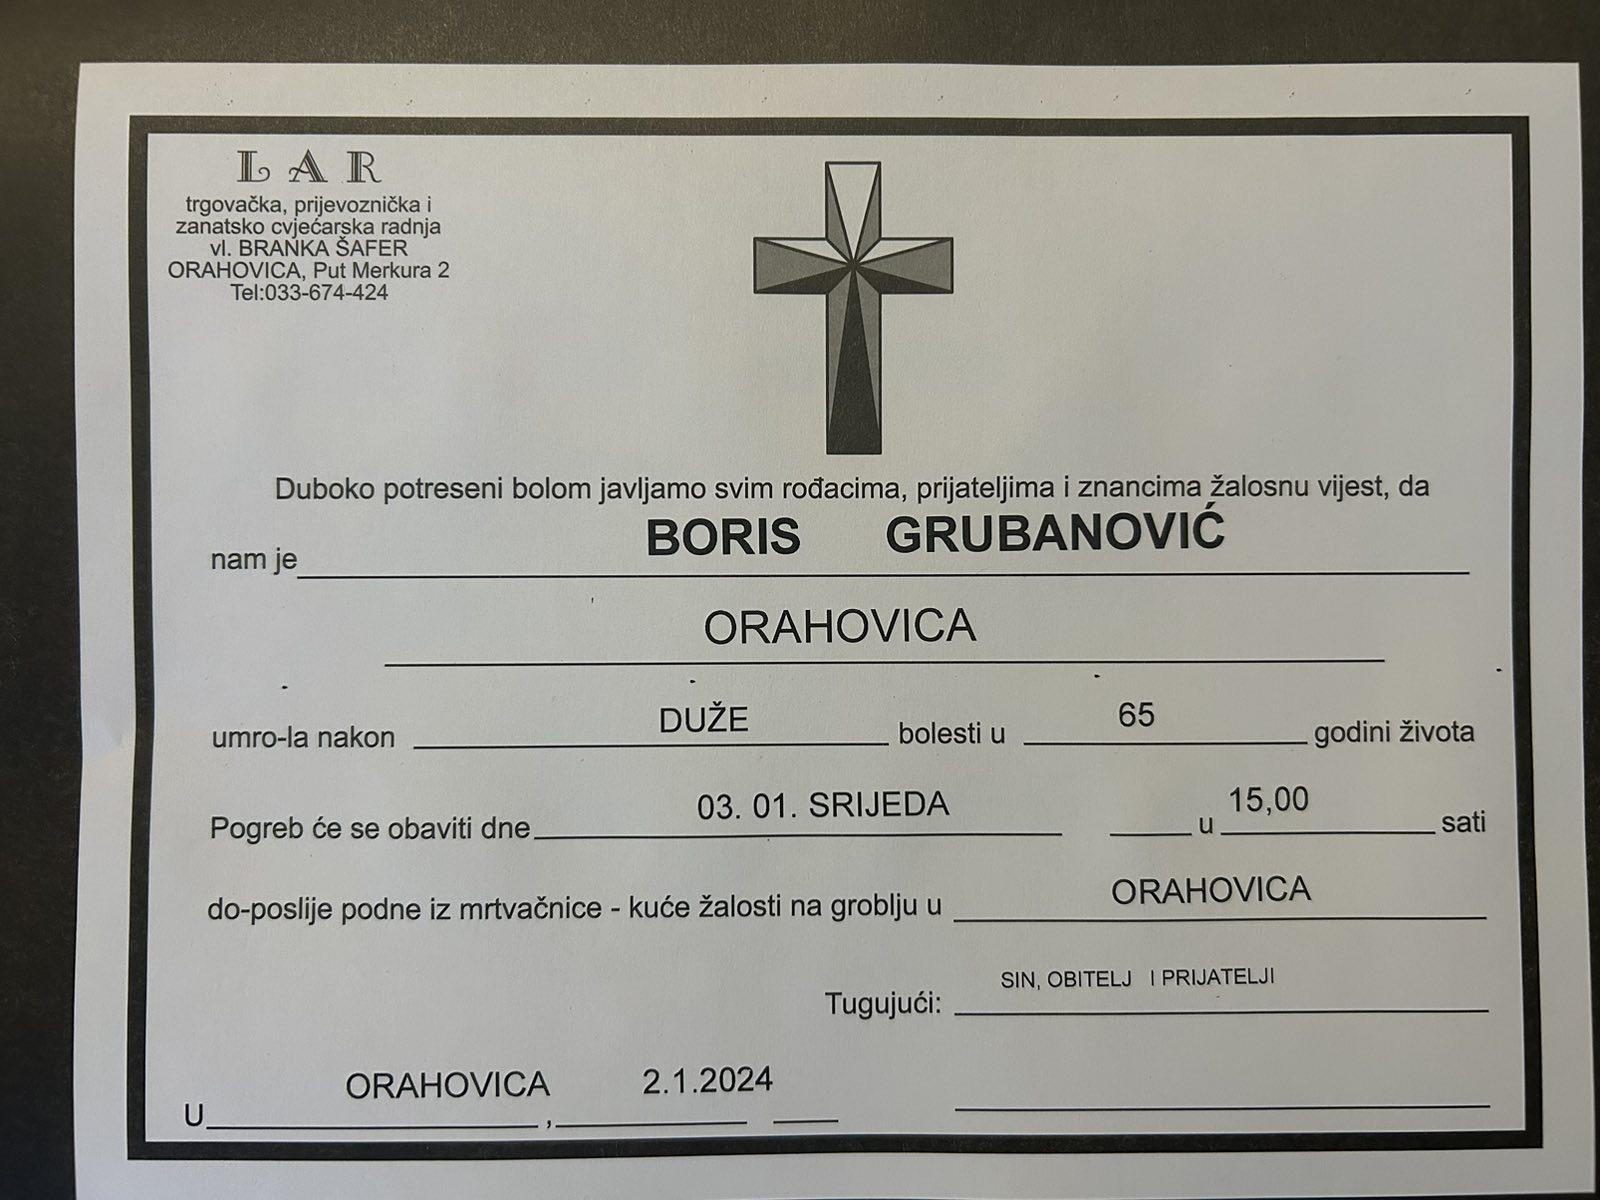 LAR
trgovačka, prijevoznička i
zanatsko cvjećarska radnja
vl. BRANKA ŠAFER
ORAHOVICA, Put Merkura 2
Tel:033-674-424
Duboko potreseni bolom javljamo svim rođacima, prijateljima i znancima žalosnu vijest, da
nam je BORIS GRUBANOVIĆ
ORAHOVICA
umro-la nakon DUŽE bolesti u 65 godini života
Pogreb će se obaviti dne 03. 01. SRIJEDA u 15,00 sati
do-poslije podne iz mrtvačnice - kuće žalosti na groblju u ORAHOVICA
Tugujući: SIN, OBITELJ I PRIJATELJI
U ORAHOVICA, 2.1.2024